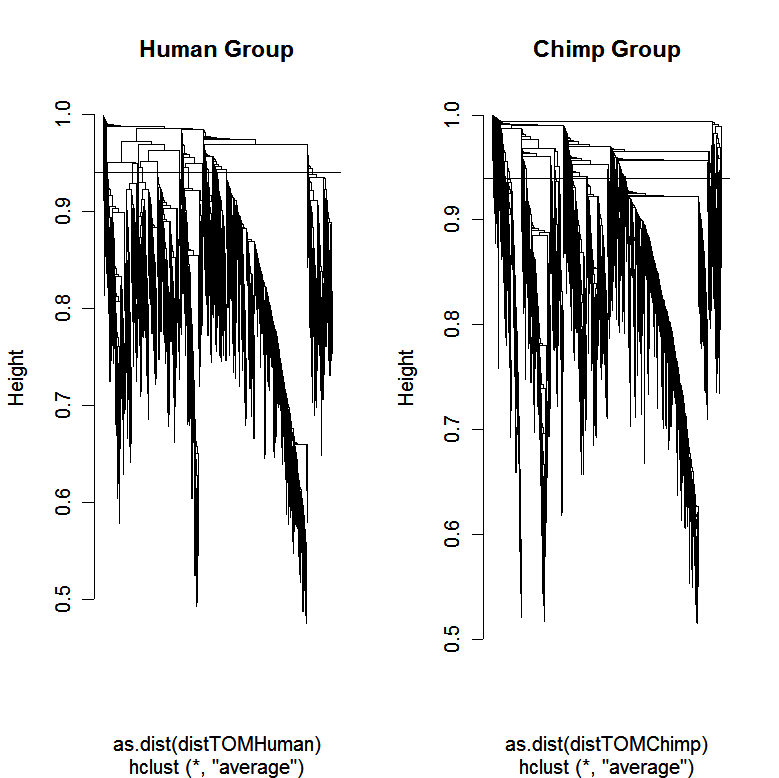 Human Group
Height
1.0
0.9
0.8
0.7
0.6
0.5
as.dist(distTOMHuman)
hclust (*, "average")
Chimp Group
Height
1.0
0.9
0.8
0.7
0.6
0.5
as.dist(distTOMChimp)
hclust (*, "average")